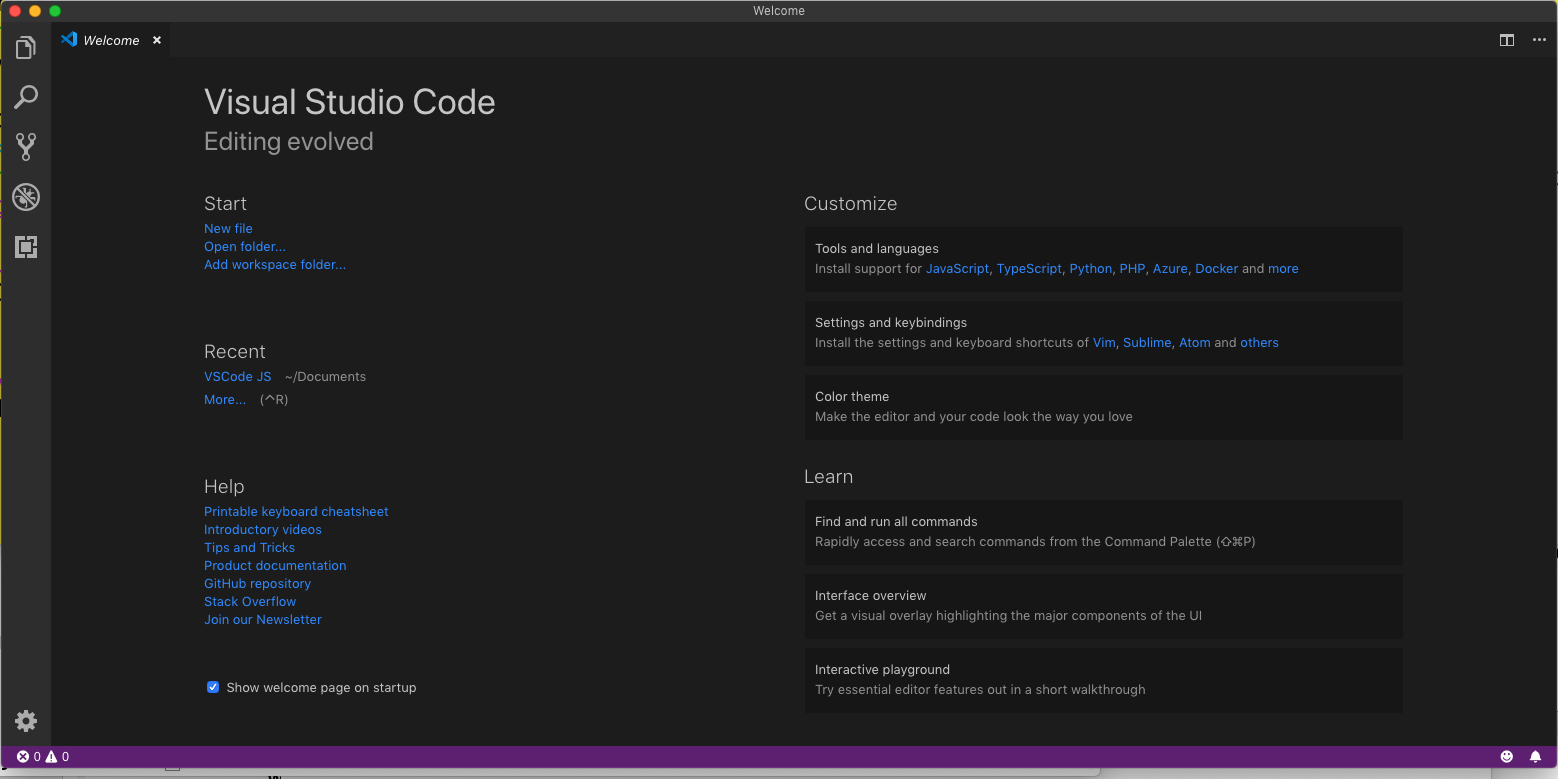 Welcome
Welcome
Visual Studio Code
Editing evolved
Start
New file
Open folder...
Add workspace folder...
Recent
VSCode JS ~/Documents
More... (^R)
Help
Printable keyboard cheatsheet
Introductory videos
Tips and Tricks
Product documentation
GitHub repository
Stack Overflow
Join our Newsletter
Show welcome page on startup
Customize
Tools and languages
Install support for JavaScript, TypeScript, Python, PHP, Azure, Docker and more
Settings and keybindings
Install the settings and keyboard shortcuts of Vim, Sublime, Atom and others
Color theme
Make the editor and your code look the way you love
Learn
Find and run all commands
Rapidly access and search commands from the Command Palette (⇧⌘P)
Interface overview
Get a visual overlay highlighting the major components of the UI
Interactive playground
Try essential editor features out in a short walkthrough
0 0